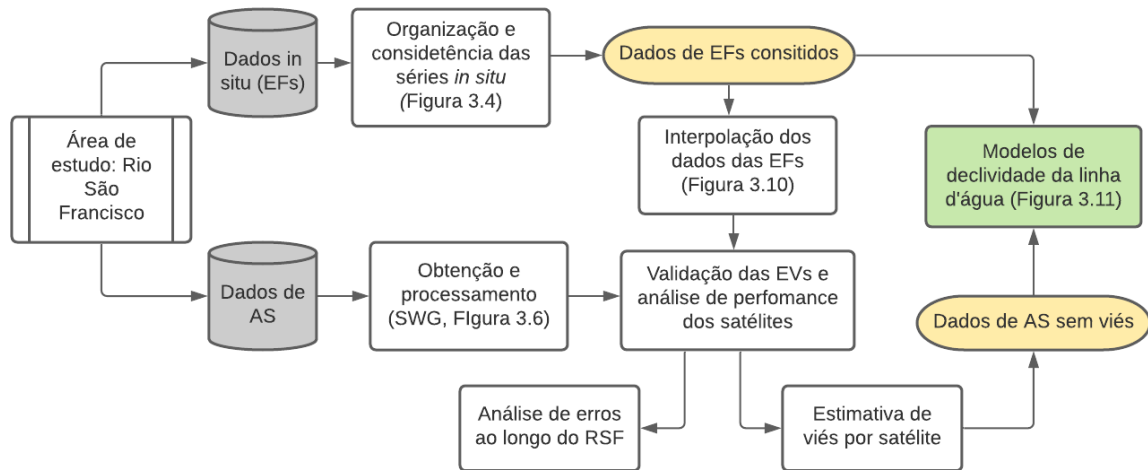 Área de
estudo: Rio
São
Francisco
Dados in
situ (EFs)
Organização e
considetência das
séries in situ
(Figura 3.4)
Dados de EFs consitidos
Interpolação dos
dados das EFs
(Figura 3.10)
Modelos de
declividade da linha
d'água (Figura 3.11)
Dados de
AS
Obtenção e
processamento
(SWG, FIgura 3.6)
Validação das EVs e
análise de perfomance
dos satélites
Dados de AS sem viés
Análise de erros
ao longo do RSF
Estimativa de
viés por satélite